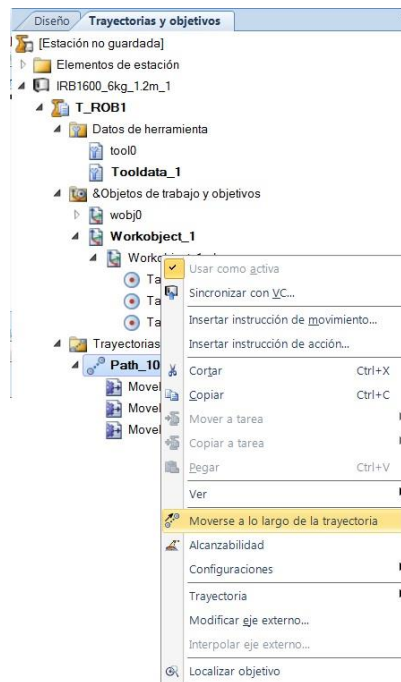 Diseño Trayectorias y objetivos
[Estación no guardada]
Elementos de estación
IRB1600_6kg_1.2m_1
T_ROB1
Datos de herramienta
tool0
Tooldata_1
&Objetos de trabajo y objetivos
wobj0
Workobject_1
Usar como activa
Sincronizar con VC...
Insertar instrucción de movimiento...
Trayectorias
Insertar instrucción de acción...
Path_10
Cortar Ctrl+X
Copiar Ctrl+C
Mover a tarea
Copiar a tarea
Pegar Ctrl+V
Ver
Moverse a lo largo de la trayectoria
Alcanzabilidad
Configuraciones
Trayectoria
Modificar eje externo...
Interpolar eje externo...
Localizar objetivo